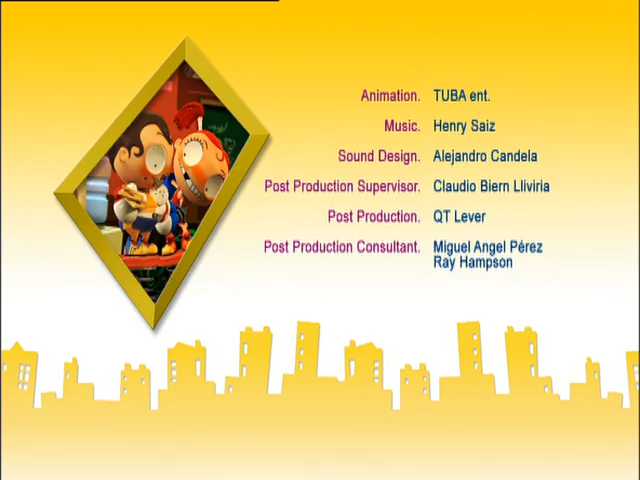 Animation. TUBA ent.
Music. Henry Saiz
Sound Design. Alejandro Candela
Post Production Supervisor. Claudio Biern Lliviria
Post Production. QT Lever
Post Production Consultant. Miguel Angel Pérez
Ray Hampson